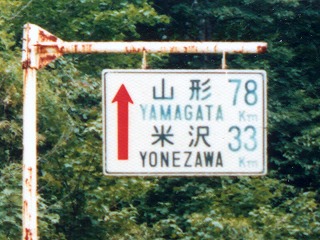 山形 78
YAMAGATA Km
米沢 33
YONEZAWA Km